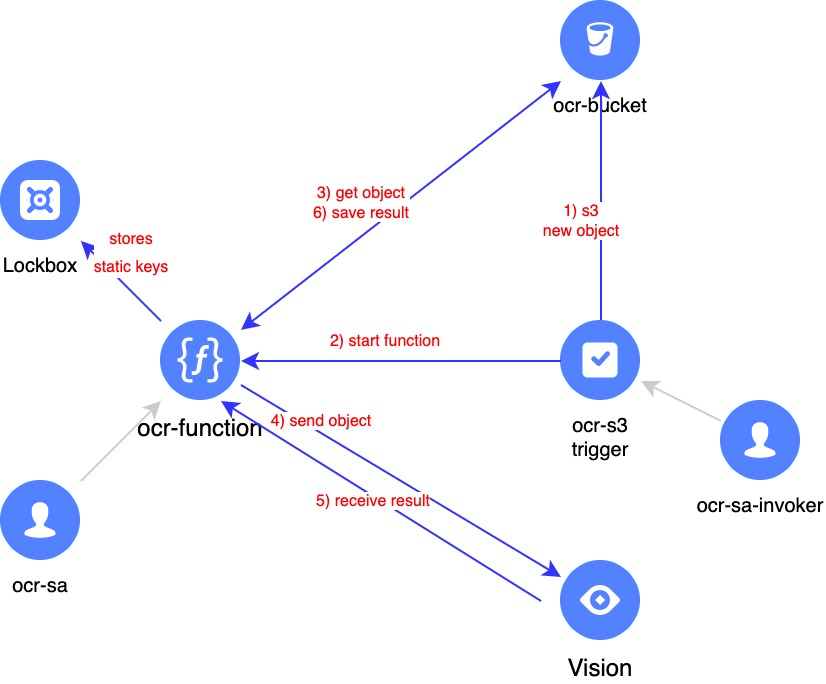 ocr-bucket
3) get object
6) save result
1) s3
new object
stores
static keys
Lockbox
2) start function
{f}
ocr-function
4) send object
ocr-s3
trigger
5) receive result
ocr-sa-invoker
ocr-sa
Vision